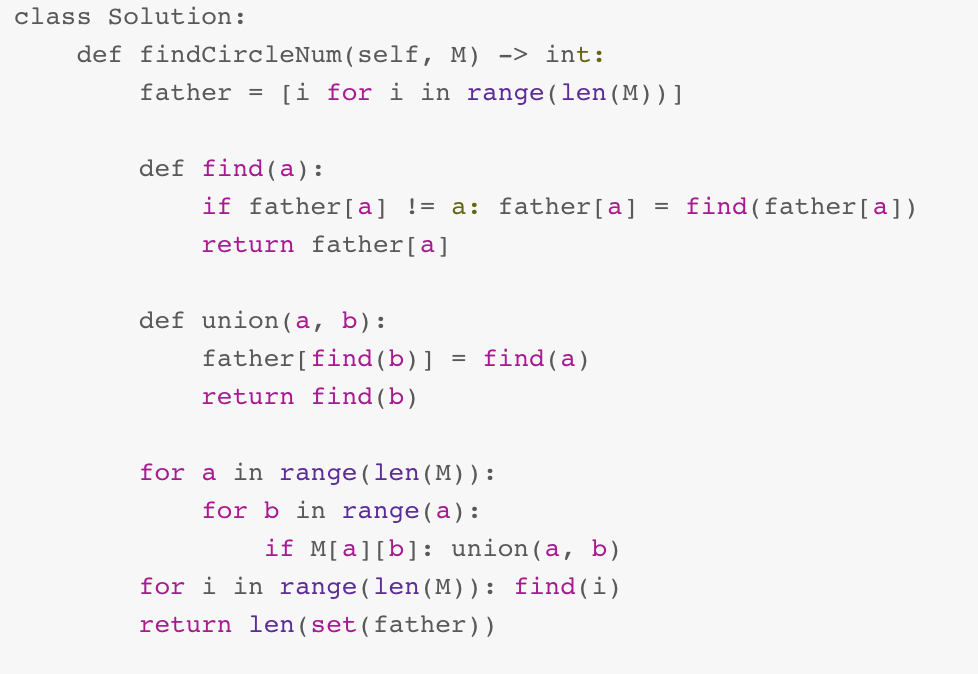 class Solution:
    def findCircleNum(self, M) -> int:
        father = [i for i in range(len(M))]
        def find(a):
            if father[a] != a: father[a] = find(father[a])
            return father[a]
        def union(a, b):
            father[find(b)] = find(a)
            return find(b)
        for a in range(len(M)):
            for b in range(a):
                if M[a][b]: union(a, b)
        for i in range(len(M)): find(i)
        return len(set(father))